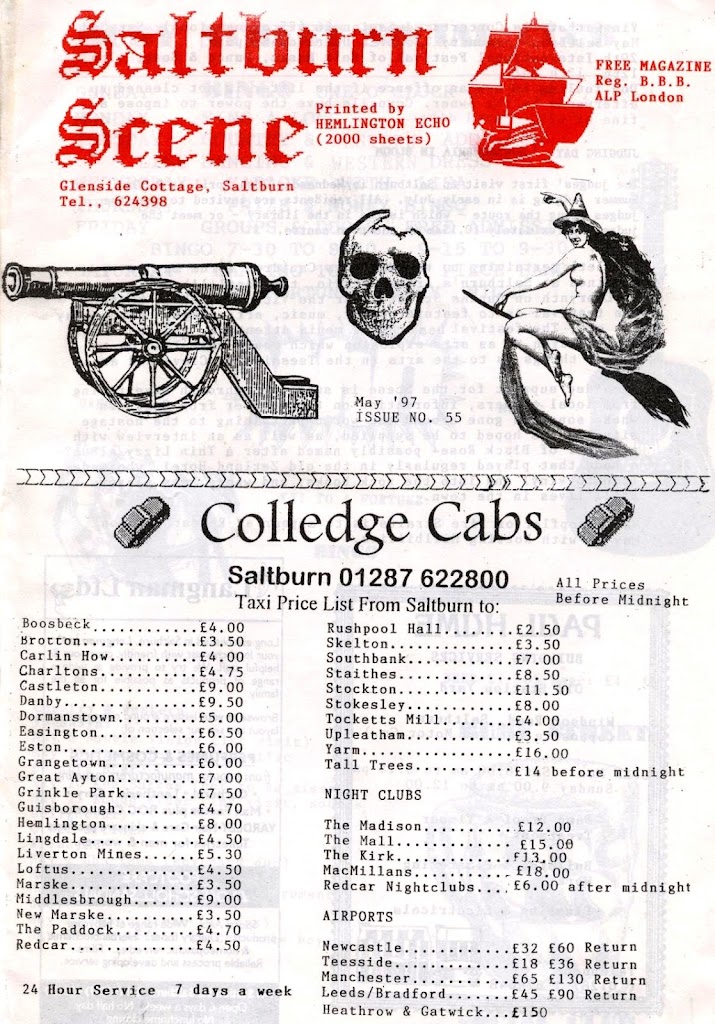 Saltburn
Scene
FREE MAGAZINE
Reg. B.B.B.
ALP London
Printed by
HEMLINGTON ECHO
(2000 sheets)
Glenside Cottage, Saltburn
Tel., 624398
May '97
ISSUE NO. 55
Colledge Cabs
Saltburn 01287 622800
All Prices
Before Midnight
Taxi Price List From Saltburn to:
Boosbeck............£4.00
Brotton.............£3.50
Carlin How..........£4.00
Charltons...........£4.75
Castleton...........£9.00
Danby...............£9.50
Dormanstown.........£5.00
Easington...........£6.50
Eston...............£6.00
Grangetown..........£6.00
Great Ayton.........£7.00
Grinkle Park........£7.50
Guisborough.........£4.70
Hemlington..........£8.00
Lingdale............£4.50
Liverton Mines......£5.30
Loftus..............£4.50
Marske..............£3.50
Middlesbrough.......£9.00
New Marske..........£3.50
The Paddock.........£4.70
Redcar..............£4.50
24 Hour Service 7 days a week
Rushpool Hall.......£2.50
Skelton.............£3.50
Southbank...........£7.00
Staithes............£8.50
Stockton............£11.50
Stokesley...........£8.00
Tocketts Mill.......£4.00
Upleatham...........£3.50
Yarm................£16.00
Tall Trees..........£14 before midnight
NIGHT CLUBS
The Madison.........£12.00
The Mall............£15.00
The Kirk............£13.00
MacMillans..........£18.00
Redcar Nightclubs...£6.00 after midnight
AIRPORTS
Newcastle...........£32 £60 Return
Teesside............£18 £36 Return
Manchester..........£65 £130 Return
Leeds/Bradford......£45 £90 Return
Heathrow & Gatwick...£150